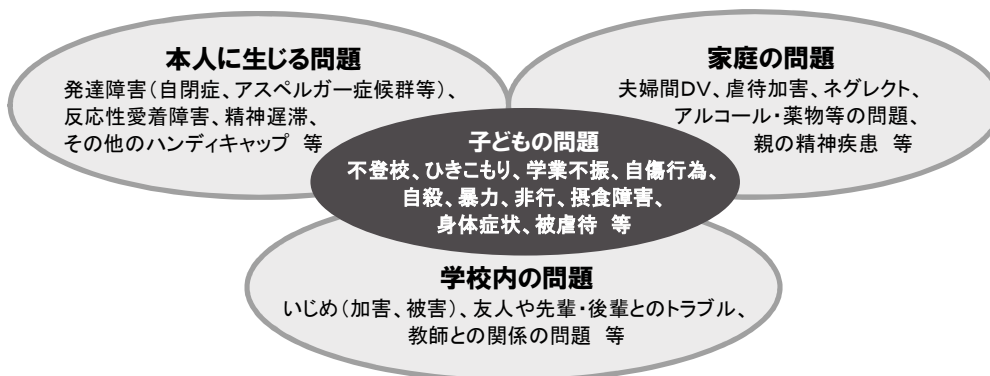 本人に生じる問題
発達障害（自閉症、アスペルガー症候群等）、
反応性愛着障害、精神遅滞、
その他のハンディキャップ 等
家庭の問題
夫婦間DV、虐待加害、ネグレクト、
アルコール・薬物等の問題、
親の精神疾患 等
子どもの問題
不登校、ひきこもり、学業不振、自傷行為、
自殺、暴力、非行、摂食障害、
身体症状、被虐待 等
学校内の問題
いじめ（加害、被害）、友人や先輩・後輩とのトラブル、
教師との関係の問題 等